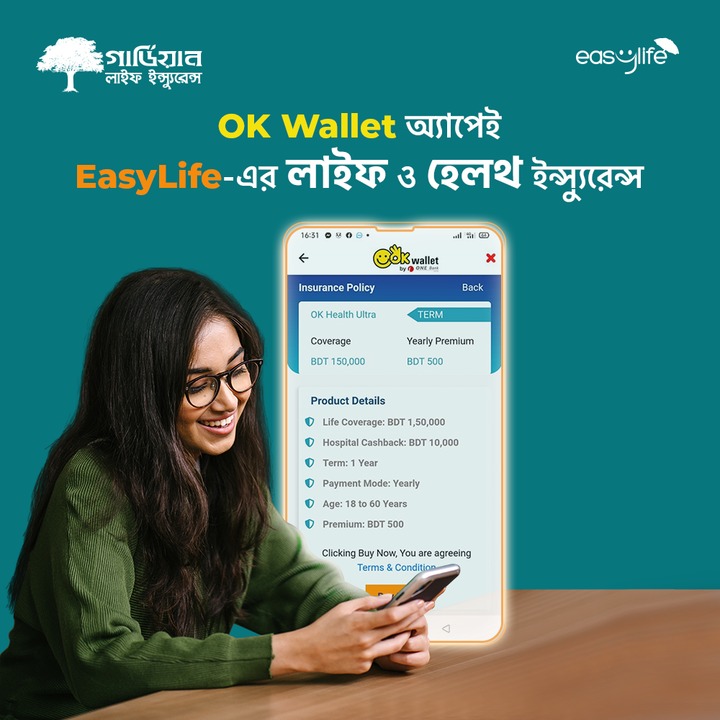 গার্ডিয়ান
লাইফ ইন্স্যুরেন্স
easylife
OK Wallet অ্যাপেই
EasyLife-এর লাইফ ও হেলথ ইন্স্যুরেন্স
16:31
OK wallet
by ONE Bank
Insurance Policy Back
OK Health Ultra TERM
Coverage Yearly Premium
BDT 150,000 BDT 500
Product Details
Life Coverage: BDT 1,50,000
Hospital Cashback: BDT 10,000
Term: 1 Year
Payment Mode: Yearly
Age: 18 to 60 Years
Premium: BDT 500
Clicking Buy Now, You are agreeing
Terms & Condition